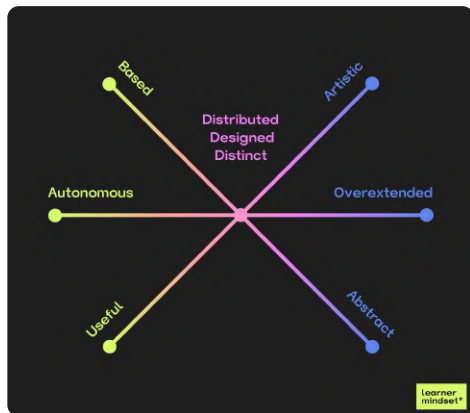 Based
Artistic
Distributed
Designed
Distinct
Autonomous
Overextended
Useful
Abstract
learner
mindset*